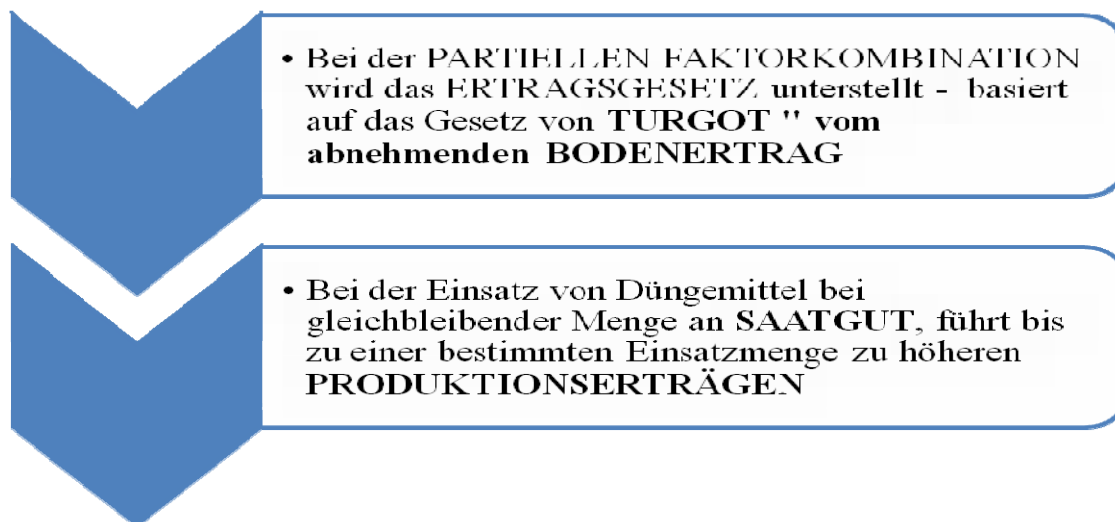 • Bei der PARTIELLEN FAKTORKOMBINATION
wird das ERTRAGSGESETZ unterstellt - basiert
auf das Gesetz von TURGOT " vom
abnehmenden BODENERTRAG
• Bei der Einsatz von Düngemittel bei
gleichbleibender Menge an SAATGUT, führt bis
zu einer bestimmten Einsatzmenge zu höheren
PRODUKTIONSERTRÄGEN